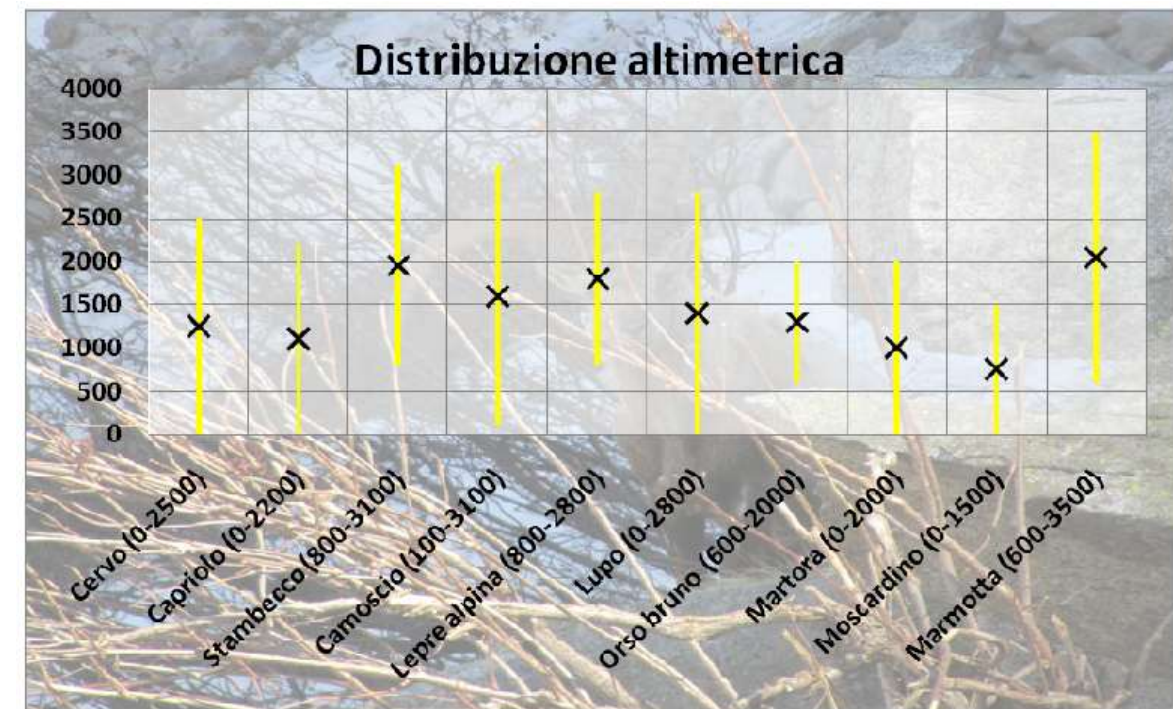 Distribuzione altimetrica
4000
3500
3000
2500
2000
1500
1000
500
0
Cervo (0-2500)
Capriolo (0-2200)
Stambecco (800-3100)
Camoscio (100-3100)
Lepre alpina (800-2800)
Lupo (0-2800)
Orso bruno (600-2000)
Martora (0-2000)
Moscardino (0-1500)
Marmotta (600-3500)